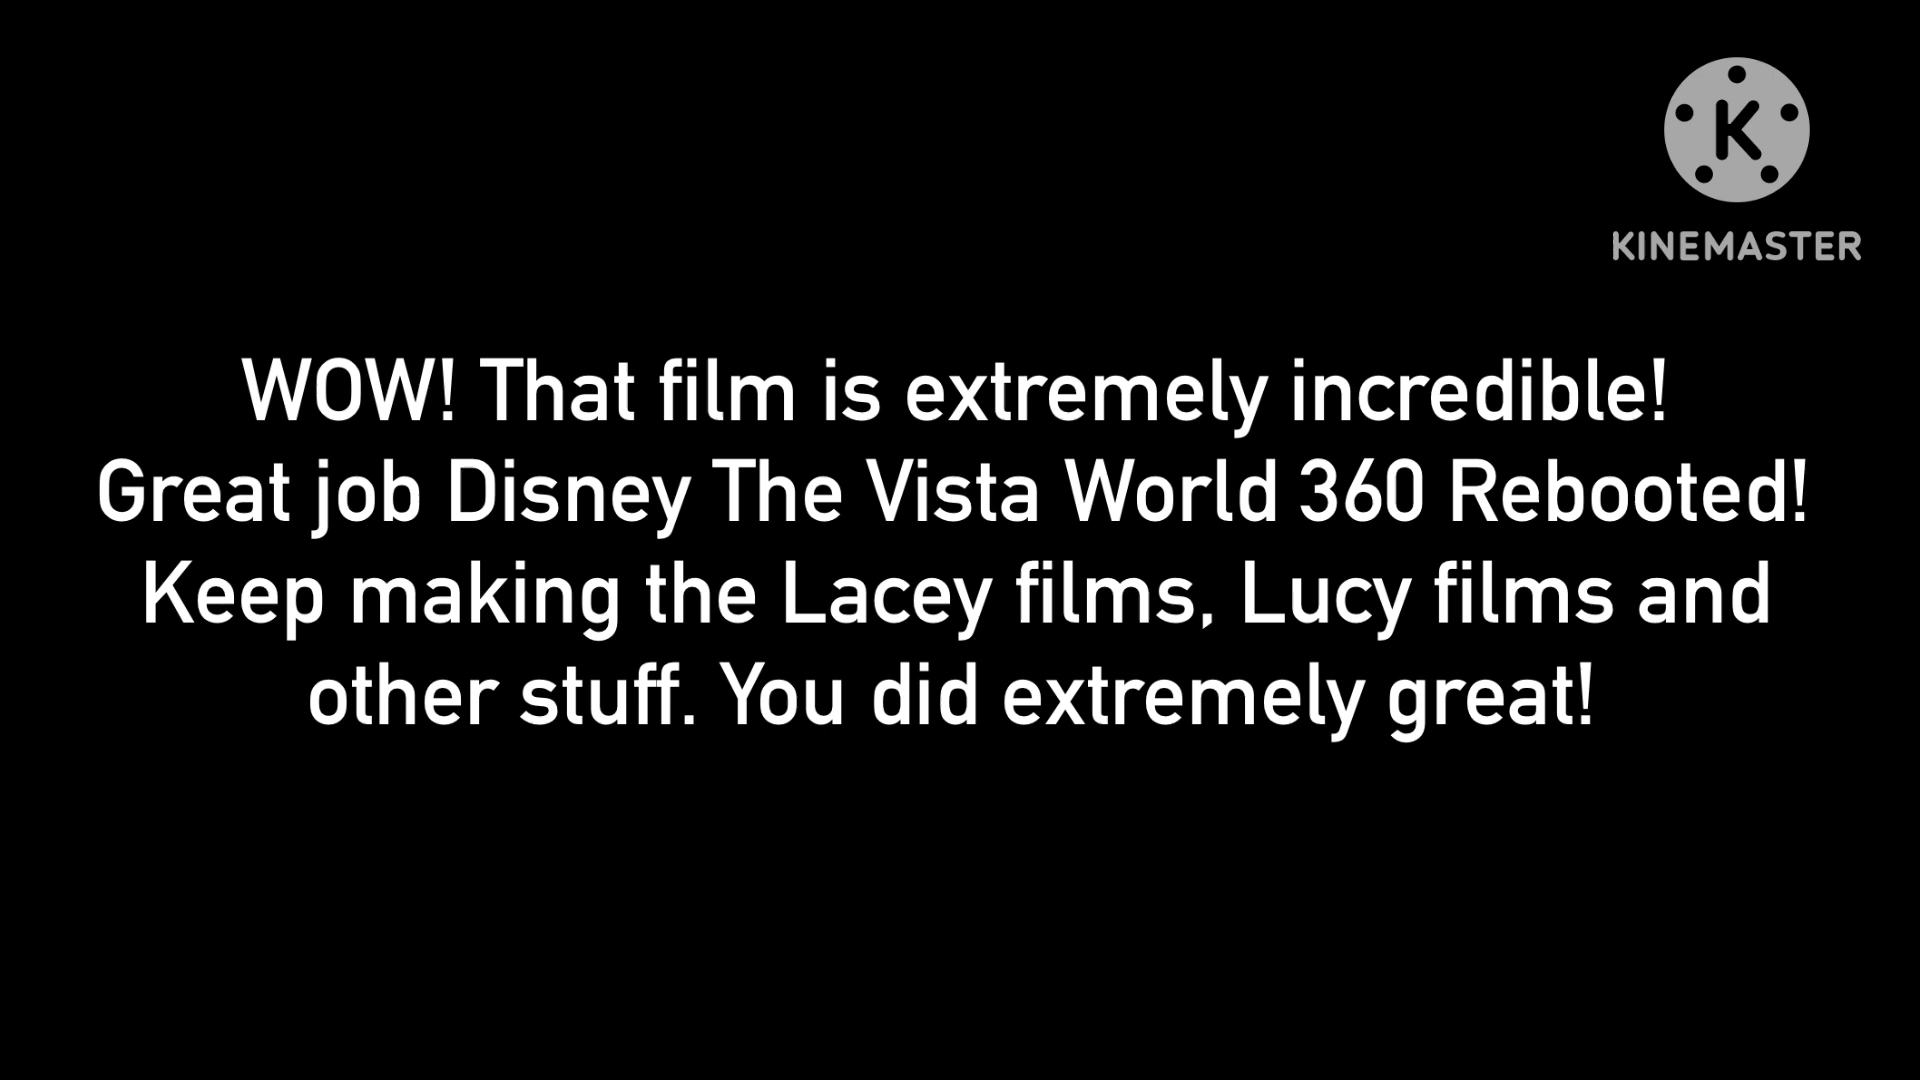 K
KINEMASTER
WOW! That film is extremely incredible!
Great job Disney The Vista World 360 Rebooted!
Keep making the Lacey films, Lucy films and
other stuff. You did extremely great!